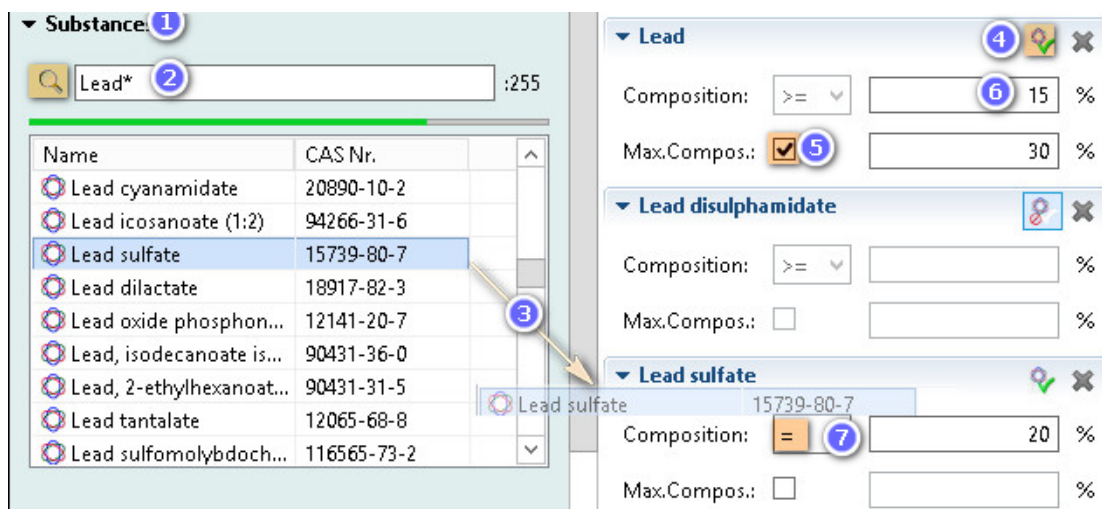 Substance 1
2 Lead* :255
Name CAS Nr.
Lead cyanamidate 20890-10-2
Lead icosanoate (1:2) 94266-31-6
Lead sulfate 15739-80-7
Lead dilactate 18917-82-3
Lead oxide phosphon... 12141-20-7
Lead, isodecanoate is... 90431-36-0
Lead, 2-ethylhexanoat... 90431-31-5
Lead tantalate 12065-68-8
Lead sulfomolybdoch... 116565-73-2
3
Lead sulfate 15739-80-7
Lead 4
Composition: >= 6 15 %
Max.Compos.: 5 30 %
Lead disulphamidate
Composition: >= %
Max.Compos.: %
Lead sulfate
Composition: = 7 20 %
Max.Compos.: %